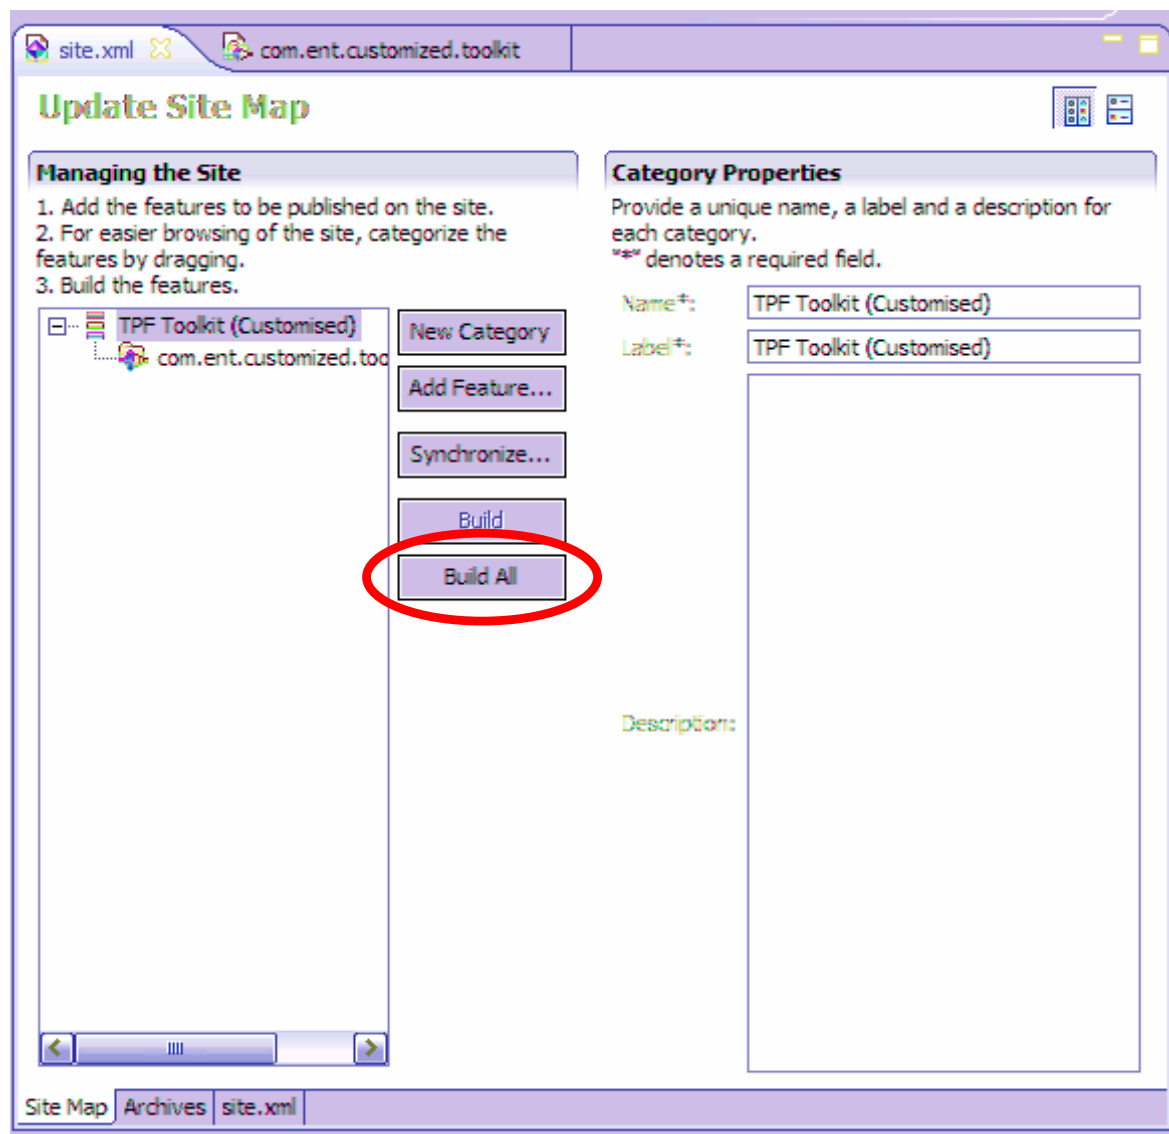 site.xml
com.ent.customized.toolkit
Update Site Map
Managing the Site
1. Add the features to be published on the site.
2. For easier browsing of the site, categorize the
features by dragging.
3. Build the features.
TPF Toolkit (Customised)
com.ent.customized.too
New Category
Add Feature...
Synchronize...
Build
Build All
Category Properties
Provide a unique name, a label and a description for
each category.
"*" denotes a required field.
Name*:
TPF Toolkit (Customised)
Label*:
TPF Toolkit (Customised)
Description:
Site Map
Archives
site.xml